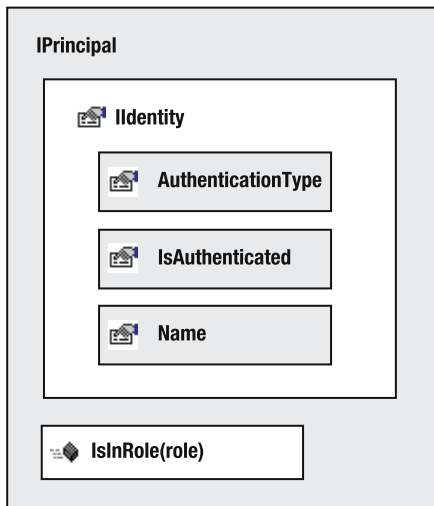 IPrincipal
IIdentity
AuthenticationType
IsAuthenticated
Name
IsInRole(role)